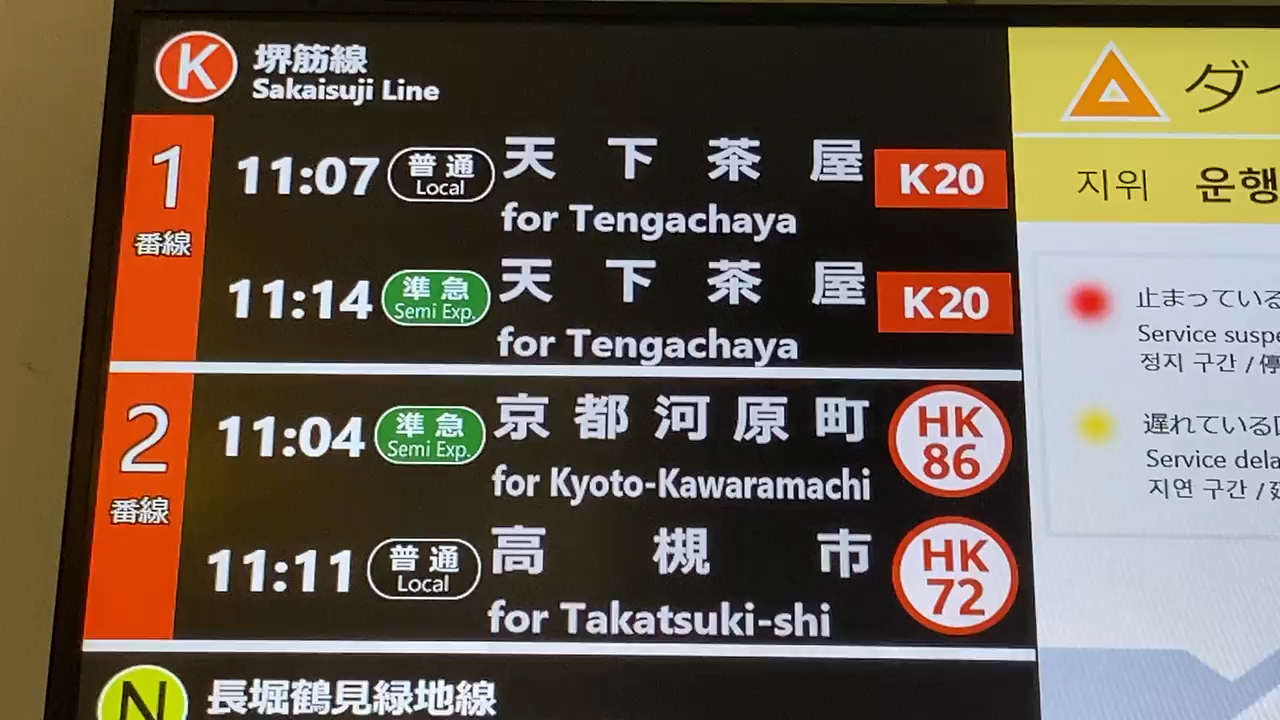 K 堺筋線
Sakaisuji Line
1 番線
11:07 普通 Local 天下茶屋 K20
for Tengachaya
11:14 準急 Semi Exp. 天下茶屋 K20
for Tengachaya
2 番線
11:04 準急 Semi Exp. 京都河原町 HK 86
for Kyoto-Kawaramachi
11:11 普通 Local 高槻市 HK 72
for Takatsuki-shi
N 長堀鶴見緑地線
ダ
지위 운행
止まっている
Service
정지 구간 / 停
遅れている
Service
지연 구간 /